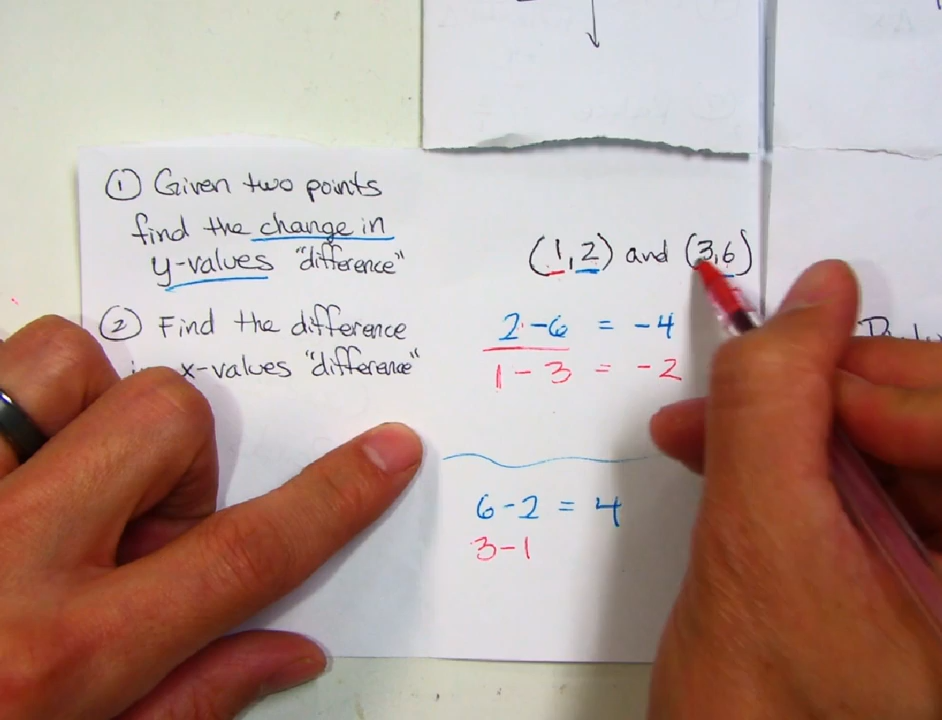 ① Given two points
find the change in
y-values "difference"
② Find the difference
x-values "difference"
(1,2) and (3,6)
2-6 = -4
1-3 = -2
6-2 = 4
3-1